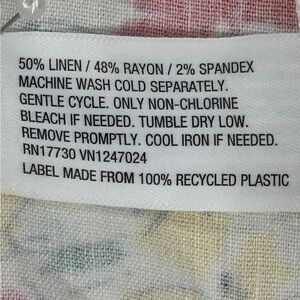 50% LINEN / 48% RAYON / 2% SPANDEX
MACHINE WASH COLD SEPARATELY.
GENTLE CYCLE. ONLY NON-CHLORINE
BLEACH IF NEEDED. TUMBLE DRY LOW.
REMOVE PROMPTLY. COOL IRON IF NEEDED.
RN17730 VN1247024
LABEL MADE FROM 100% RECYCLED PLASTIC